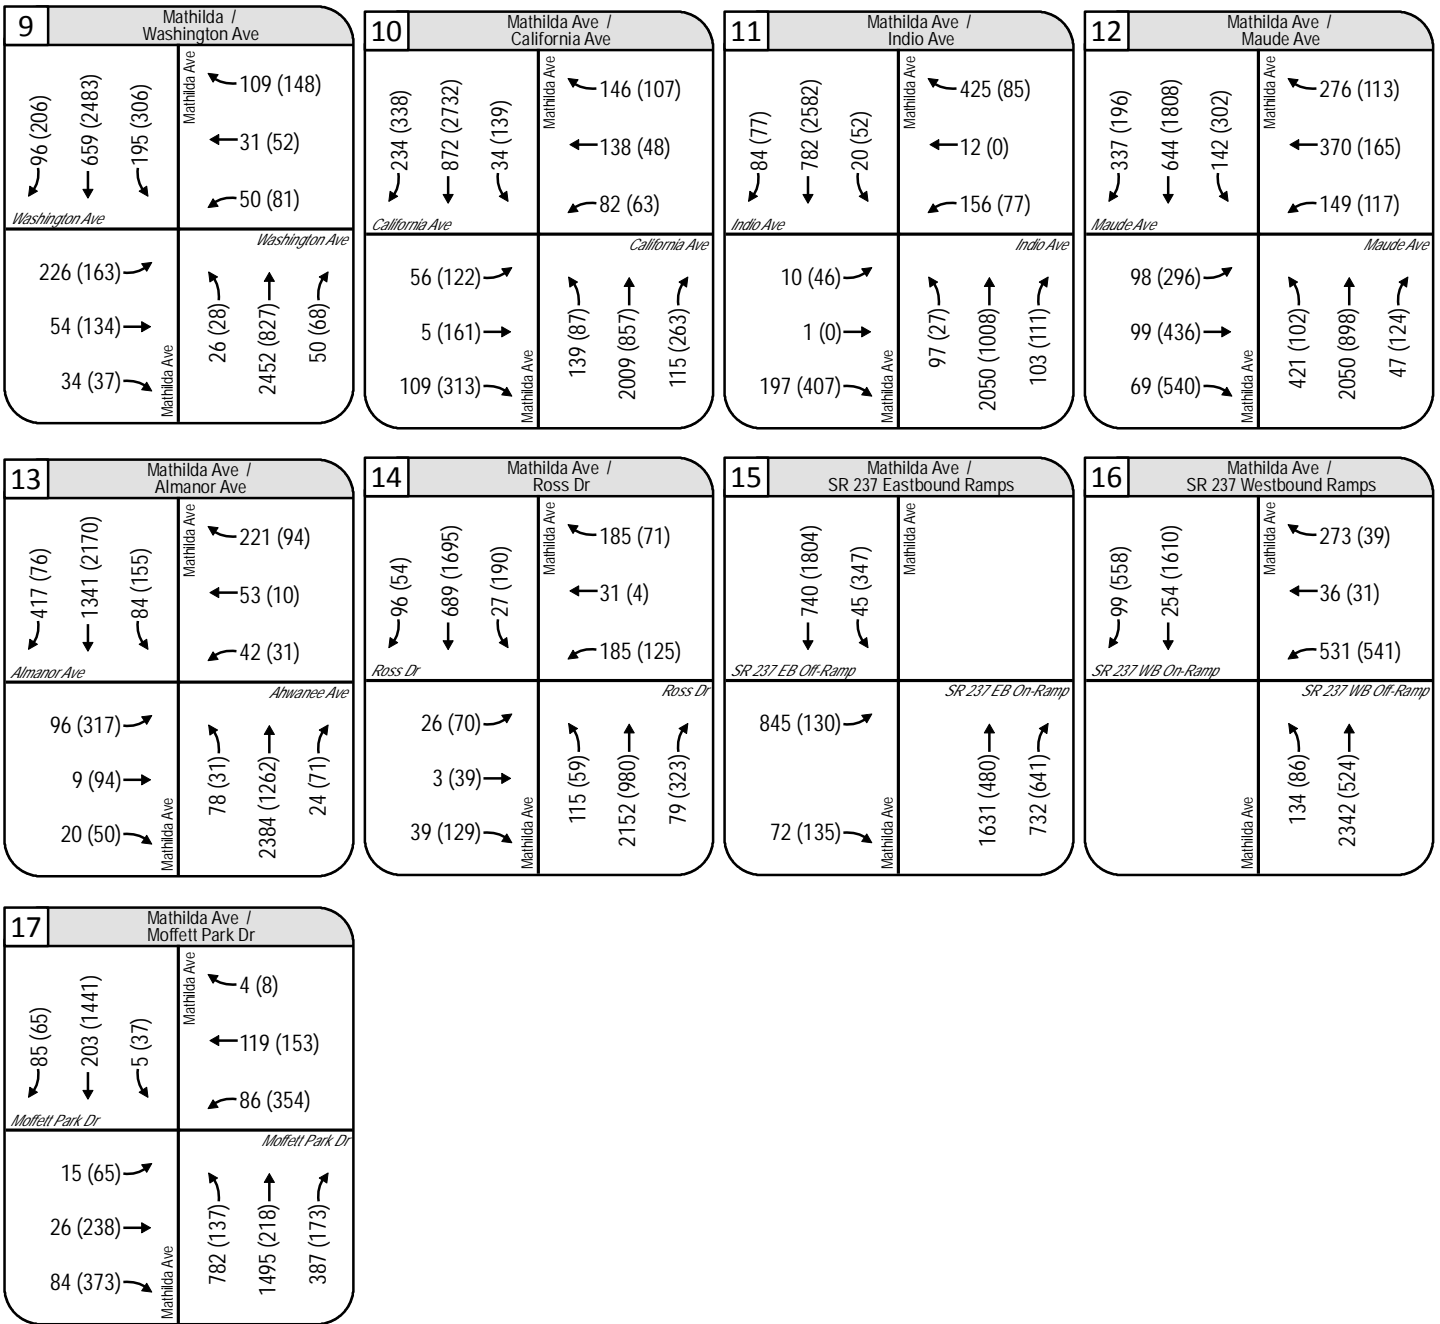 9
Mathilda /
Washington Ave
96 (206)
659 (2483)
195 (306)
Mathilda Ave
109 (148)
31 (52)
50 (81)
Washington Ave
Washington Ave
226 (163)
54 (134)
34 (37)
Mathilda Ave
26 (28)
2452 (827)
50 (68)
10
Mathilda Ave /
California Ave
234 (338)
872 (2732)
34 (139)
Mathilda Ave
146 (107)
138 (48)
82 (63)
California Ave
California Ave
56 (122)
5 (161)
109 (313)
Mathilda Ave
139 (87)
2009 (857)
115 (263)
11
Mathilda Ave /
Indio Ave
84 (77)
782 (2582)
20 (52)
Mathilda Ave
425 (85)
12 (0)
156 (77)
Indio Ave
Indio Ave
10 (46)
1 (0)
197 (407)
Mathilda Ave
97 (27)
2050 (1008)
103 (111)
12
Mathilda Ave /
Maude Ave
337 (196)
644 (1808)
142 (302)
Mathilda Ave
276 (113)
370 (165)
149 (117)
Maude Ave
Maude Ave
98 (296)
99 (436)
69 (540)
Mathilda Ave
421 (102)
2050 (898)
47 (124)
13
Mathilda Ave /
Almanor Ave
417 (76)
1341 (2170)
84 (155)
Mathilda Ave
221 (94)
53 (10)
42 (31)
Almanor Ave
Ahwanee Ave
96 (317)
9 (94)
20 (50)
Mathilda Ave
78 (31)
2384 (1262)
24 (71)
14
Mathilda Ave /
Ross Dr
96 (54)
689 (1695)
27 (190)
Mathilda Ave
185 (71)
31 (4)
185 (125)
Ross Dr
Ross Dr
26 (70)
3 (39)
39 (129)
Mathilda Ave
115 (59)
2152 (980)
79 (323)
15
Mathilda Ave /
SR 237 Eastbound Ramps
740 (1804)
45 (347)
Mathilda Ave
SR 237 EB Off-Ramp
SR 237 EB On-Ramp
845 (130)
72 (135)
Mathilda Ave
1631 (480)
732 (641)
16
Mathilda Ave /
SR 237 Westbound Ramps
99 (558)
254 (1610)
Mathilda Ave
273 (39)
36 (31)
531 (541)
SR 237 WB On-Ramp
SR 237 WB Off-Ramp
Mathilda Ave
134 (86)
2342 (524)
17
Mathilda Ave /
Moffett Park Dr
85 (65)
203 (1441)
5 (37)
Mathilda Ave
4 (8)
119 (153)
86 (354)
Moffett Park Dr
Moffett Park Dr
15 (65)
26 (238)
84 (373)
Mathilda Ave
782 (137)
1495 (218)
387 (173)